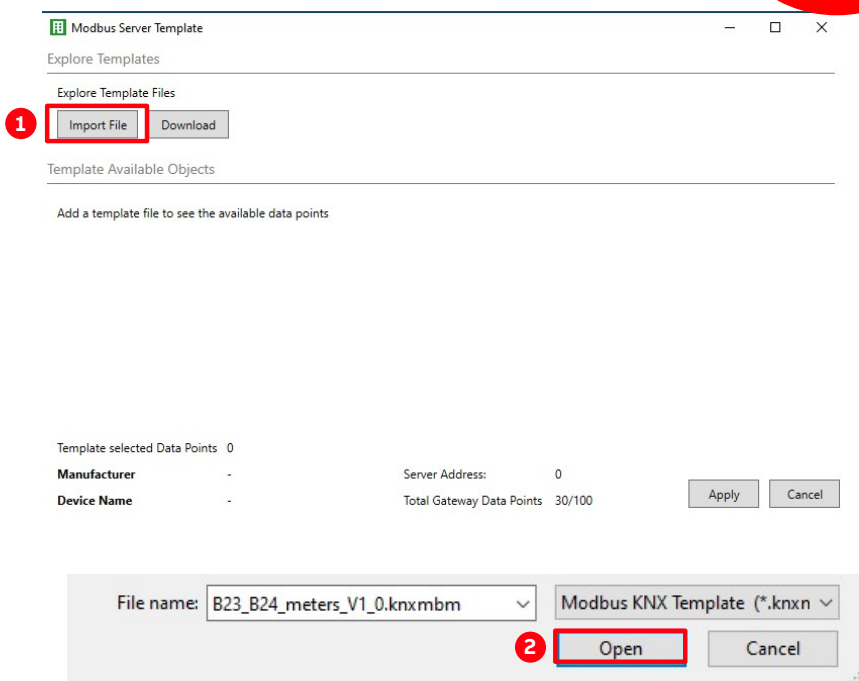 Modbus Server Template
Explore Templates
Explore Template Files
1
Import File Download
Template Available Objects
Add a template file to see the available data points
Template selected Data Points 0
Manufacturer - Server Address: 0
Device Name - Total Gateway Data Points 30/100
Apply Cancel
File name: B23_B24_meters_V1_0.knxmbm Modbus KNX Template (*.knxn
2 Open Cancel